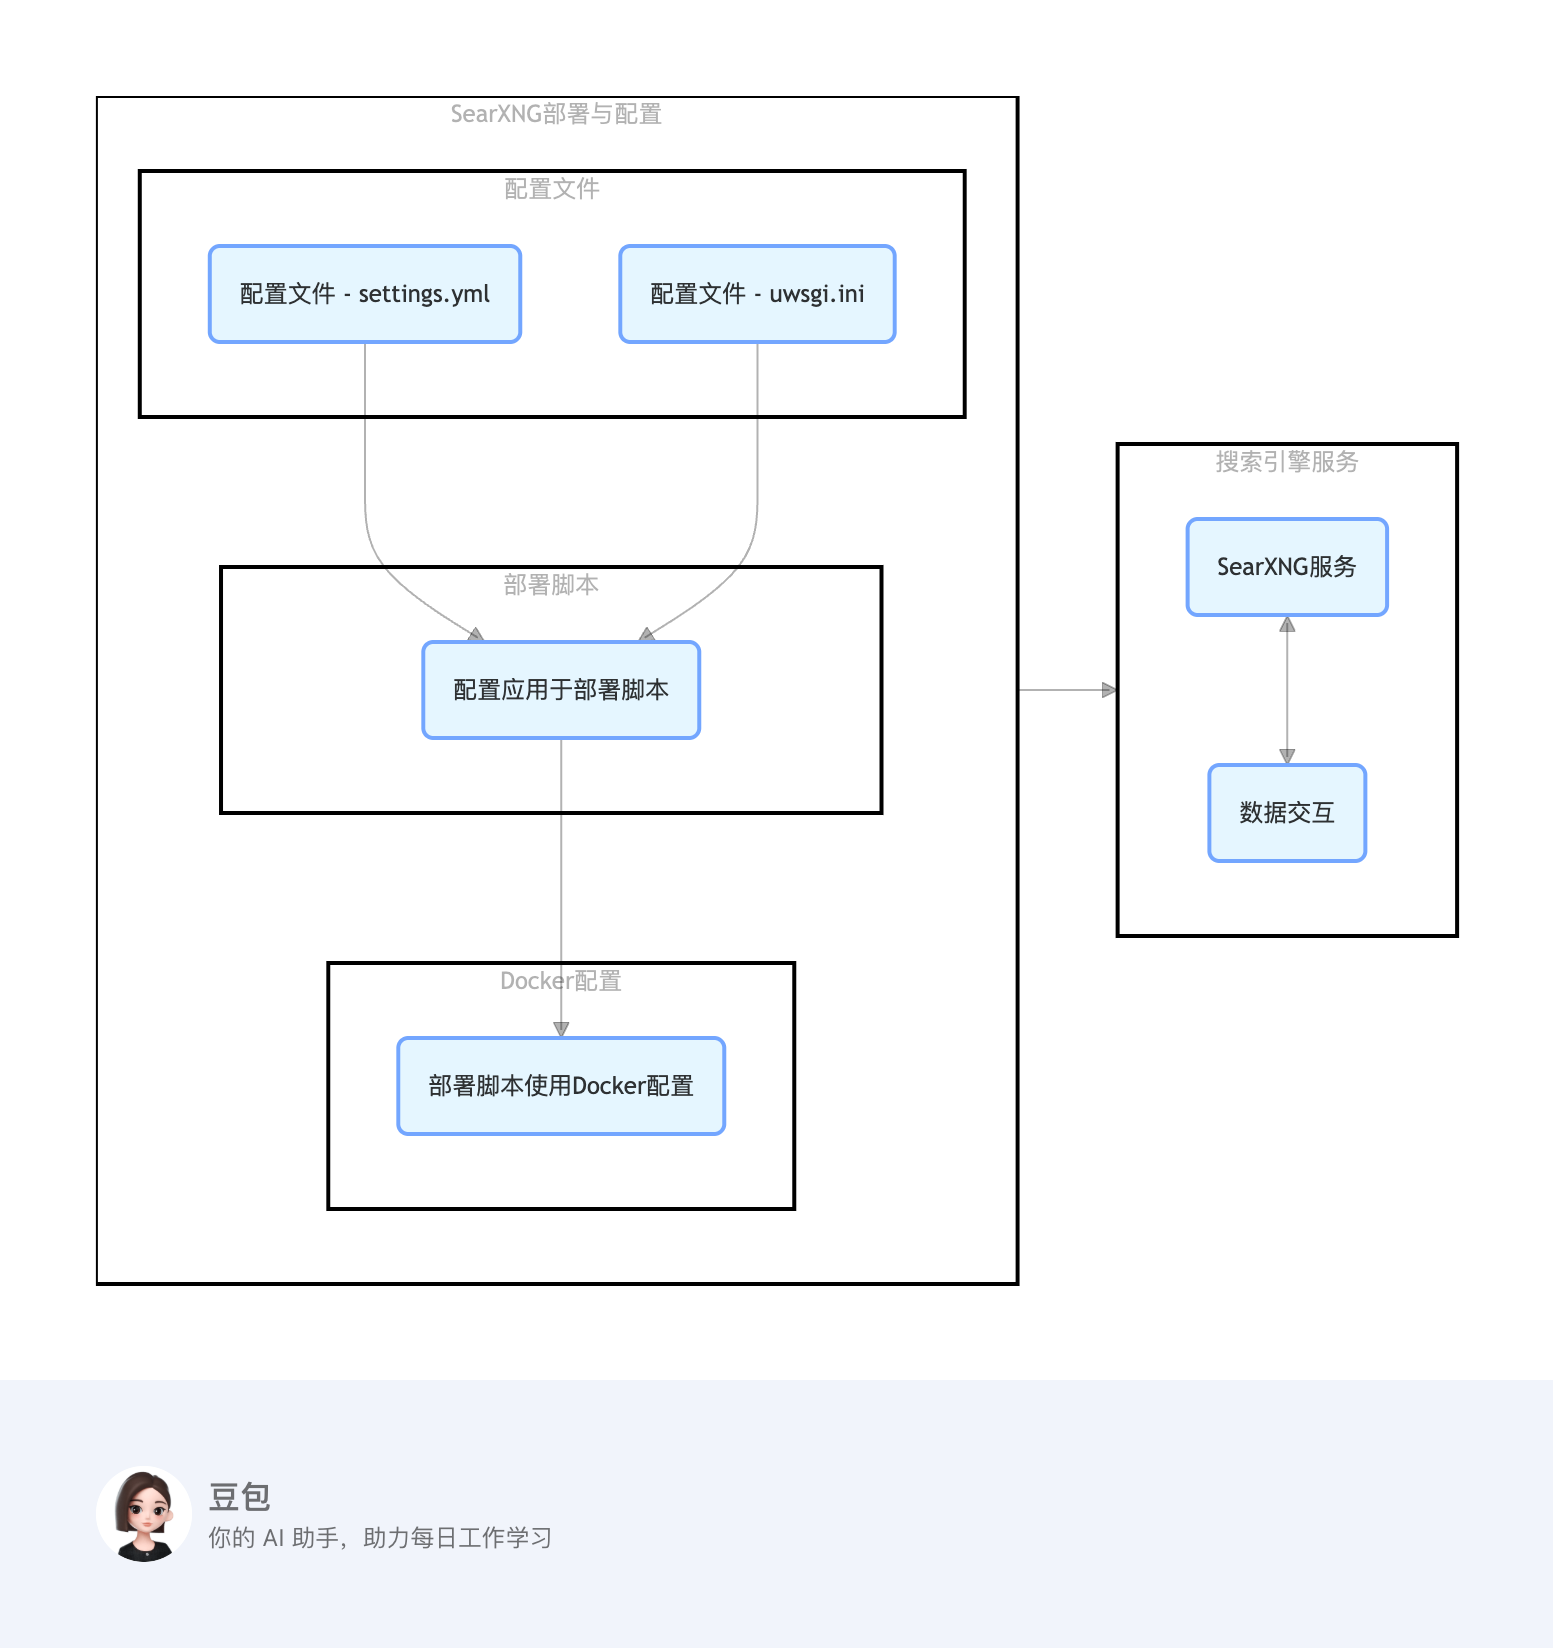 SearXNG部署与配置
配置文件
配置文件 - settings.yml
配置文件 - uwsgi.ini
部署脚本
配置应用于部署脚本
Docker配置
部署脚本使用Docker配置
搜索引擎服务
SearXNG服务
数据交互
豆包
你的 AI 助手，助力每日工作学习